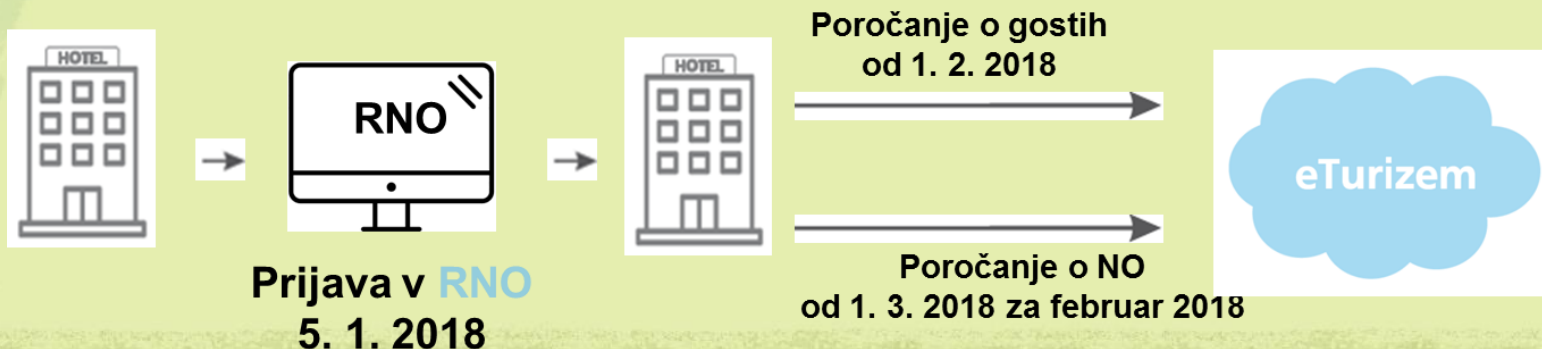 HOTEL
RNO
Prijava v RNO
5. 1. 2018
HOTEL
Poročanje o gostih
od 1. 2. 2018
Poročanje o NO
od 1. 3. 2018 za februar 2018
eTurizem